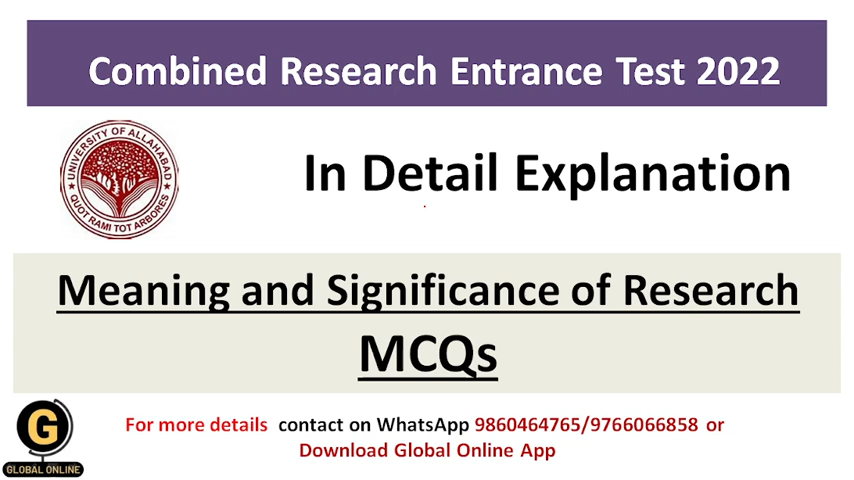 Combined Research Entrance Test 2022
UNIVERSITY OF ALLAHABAD
QUOT RAMI TOT ARBORES
In Detail Explanation
Meaning and Significance of Research
MCQs
G
GLOBAL ONLINE
For more details contact on WhatsApp 9860464765/9766066858 or
Download Global Online App